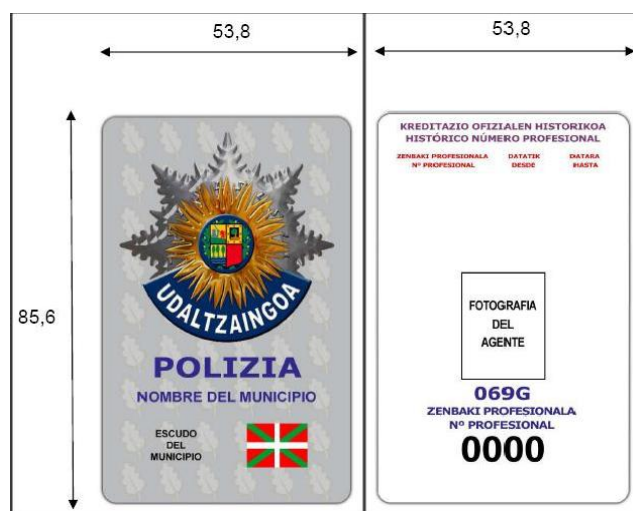 53,8
53,8
85,6
UDALTZAINGOA
POLIZIA
NOMBRE DEL MUNICIPIO
ESCUDO
DEL
MUNICIPIO
KREDITAZIO OFIZIALEN HISTORIKOA
HISTÓRICO NÚMERO PROFESIONAL
ZENBAKI PROFESIONALA DATATIK DATARA
Nº PROFESIONAL DESDE HASTA
FOTOGRAFIA
DEL
AGENTE
069G
ZENBAKI PROFESIONALA
Nº PROFESIONAL
0000